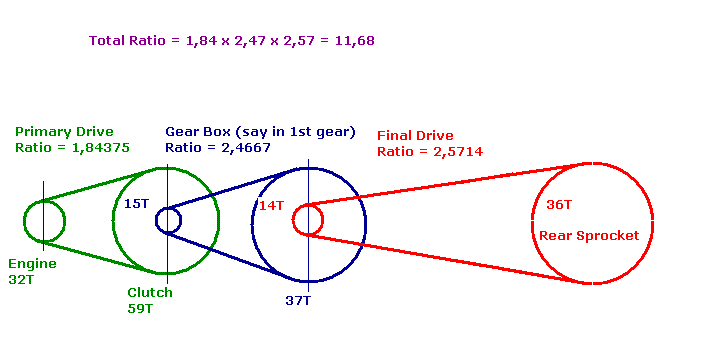 Total Ratio = 1,84 x 2,47 x 2,57 = 11,68
Primary Drive
Ratio = 1,84375
Gear Box (say in 1st gear)
Ratio = 2,4667
Final Drive
Ratio = 2,5714
15T
14T
36T
Rear Sprocket
Engine
32T
Clutch
59T
37T